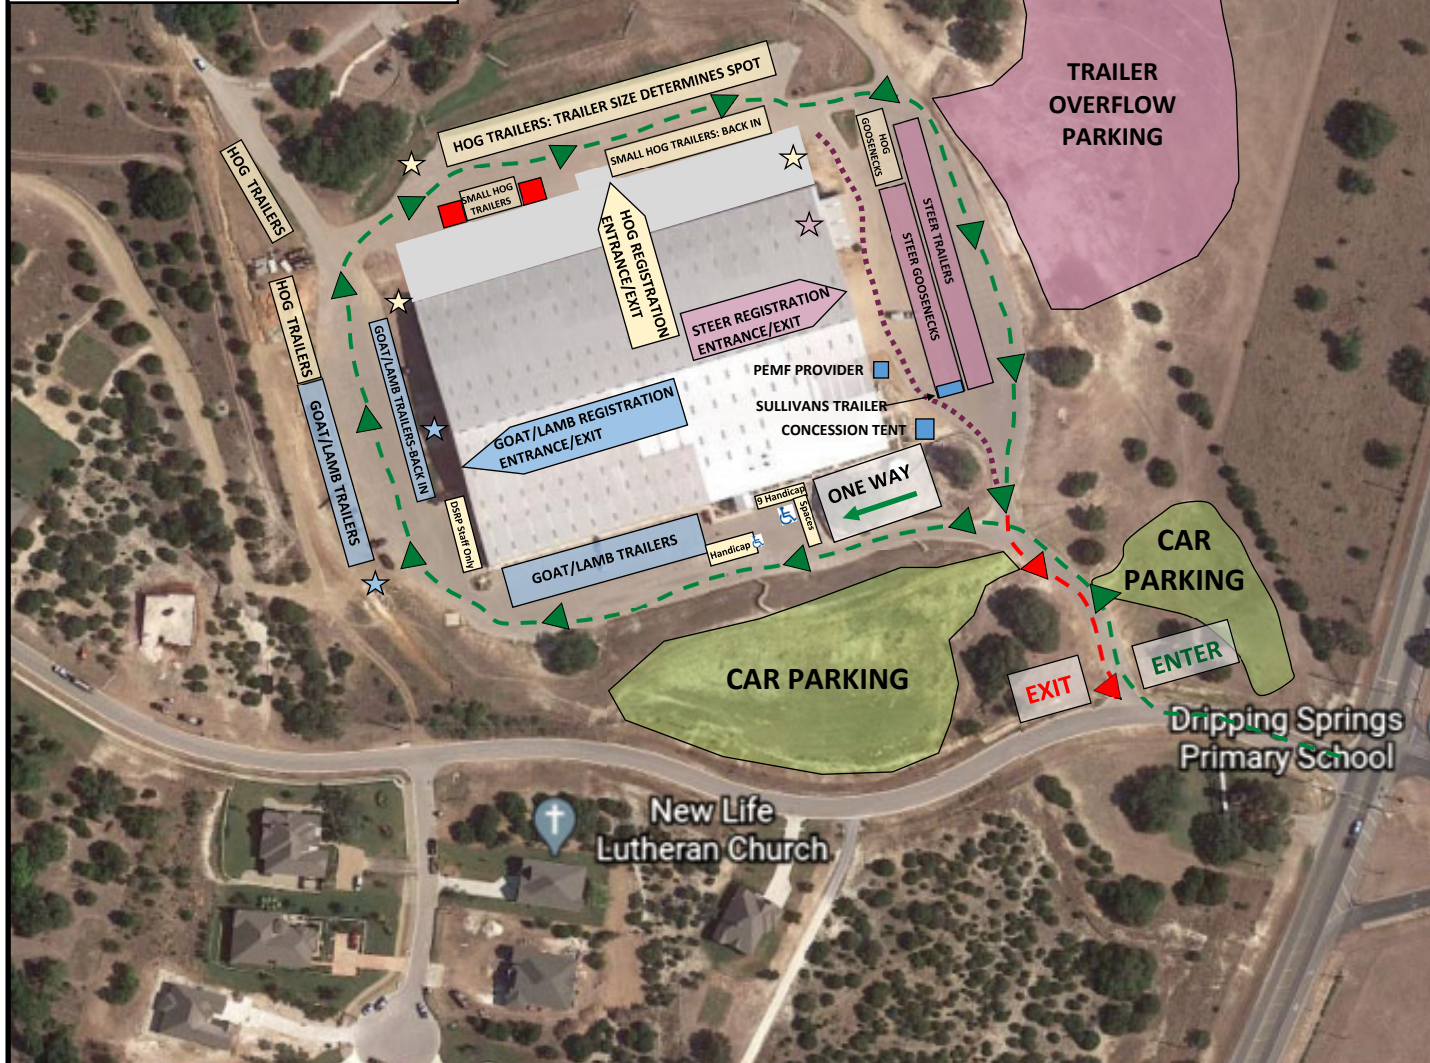 HOG TRAILERS: TRAILER SIZE DETERMINES SPOT
SMALL HOG TRAILERS: BACK IN
TRAILER
OVERFLOW
PARKING
HOG
GOOSENECKS
HOG TRAILERS
SMALL HOG
TRAILERS
STEER TRAILERS
STEER GOOSENECKS
HOG REGISTRATION
ENTRANCE/EXIT
STEER REGISTRATION
ENTRANCE/EXIT
HOG TRAILERS
GOAT/LAMB TRAILERS-BACK IN
PEMF PROVIDER
SULLIVANS TRAILER
CONCESSION TENT
GOAT/LAMB REGISTRATION
ENTRANCE/EXIT
GOAT/LAMB TRAILERS
DSRP Staff Only
9 Handicap
Spaces
ONE WAY
GOAT/LAMB TRAILERS
Handicap
CAR
PARKING
CAR PARKING
EXIT
ENTER
Dripping Springs
Primary School
New Life
Lutheran Church